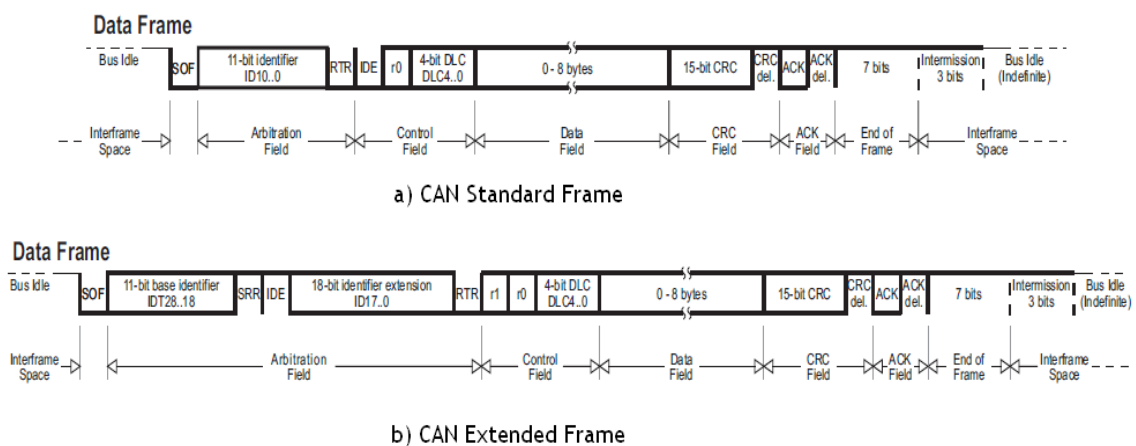 Data Frame
Bus Idle
SOF
11-bit identifier
ID10..0
RTR
IDE
r0
4-bit DLC
DLC4..0
0 - 8 bytes
15-bit CRC
CRC
del.
ACK
ACK
del.
7 bits
Intermission
3 bits
Bus Idle
(Indefinite)
Interframe
Space
Arbitration
Field
Control
Field
Data
Field
CRC
Field
ACK
Field
End of
Frame
Interframe
Space
a) CAN Standard Frame
Data Frame
Bus Idle
SOF
11-bit base identifier
IDT28..18
SRR
IDE
18-bit identifier extension
ID17..0
RTR
r1
r0
4-bit DLC
DLC4..0
0 - 8 bytes
15-bit CRC
CRC
del.
ACK
ACK
del.
7 bits
Intermission
3 bits
Bus Idle
(Indefinite)
Interframe
Space
Arbitration
Field
Control
Field
Data
Field
CRC
Field
ACK
Field
End of
Frame
Interframe
Space
b) CAN Extended Frame